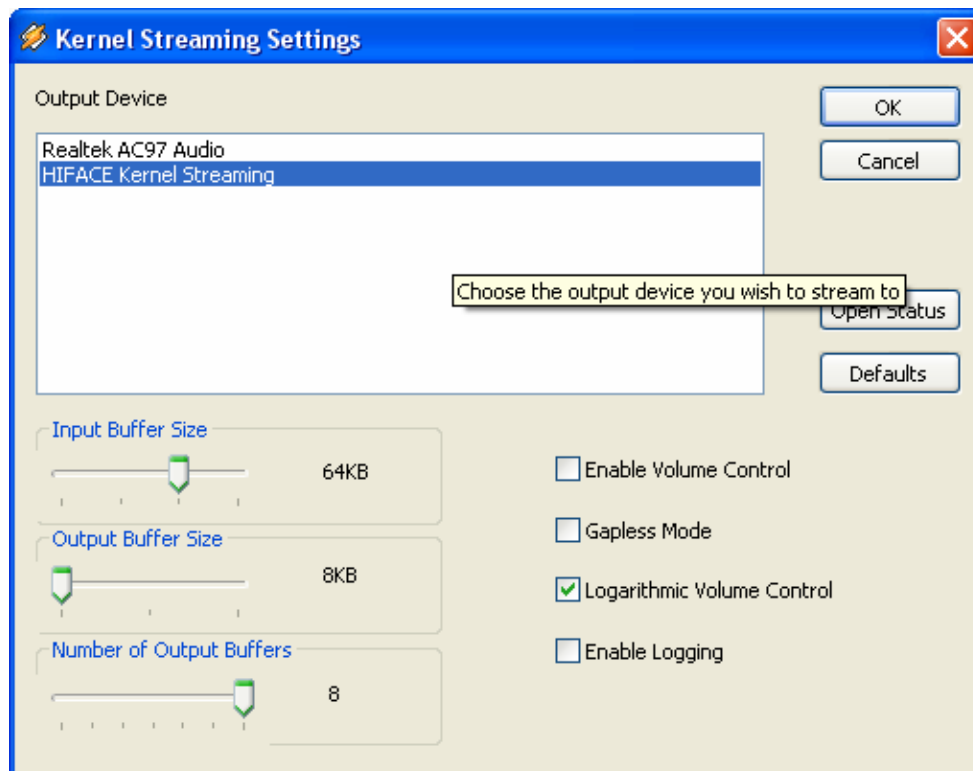 Kernel Streaming Settings
Output Device
OK
Realtek AC97 Audio
Cancel
HIFACE Kernel Streaming
Choose the output device you wish to stream to
Open Status
Defaults
Input Buffer Size
64KB
Enable Volume Control
Gapless Mode
Output Buffer Size
8KB
Logarithmic Volume Control
Number of Output Buffers
Enable Logging
8